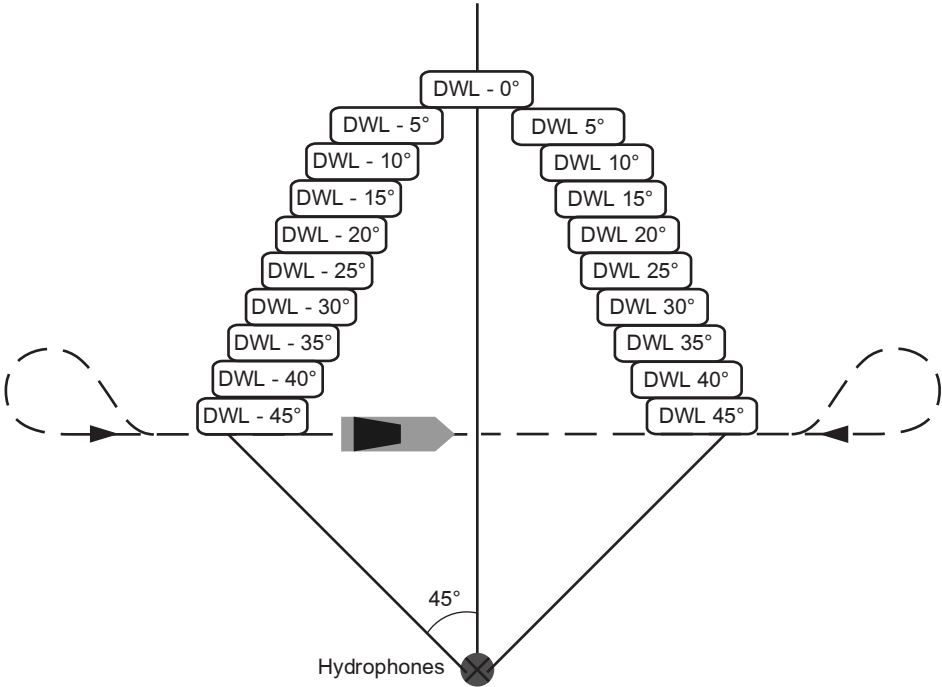 DWL - 0°
DWL - 5°
DWL 5°
DWL - 10°
DWL 10°
DWL - 15°
DWL 15°
DWL - 20°
DWL 20°
DWL - 25°
DWL 25°
DWL - 30°
DWL 30°
DWL - 35°
DWL 35°
DWL - 40°
DWL 40°
DWL - 45°
DWL 45°
45°
Hydrophones